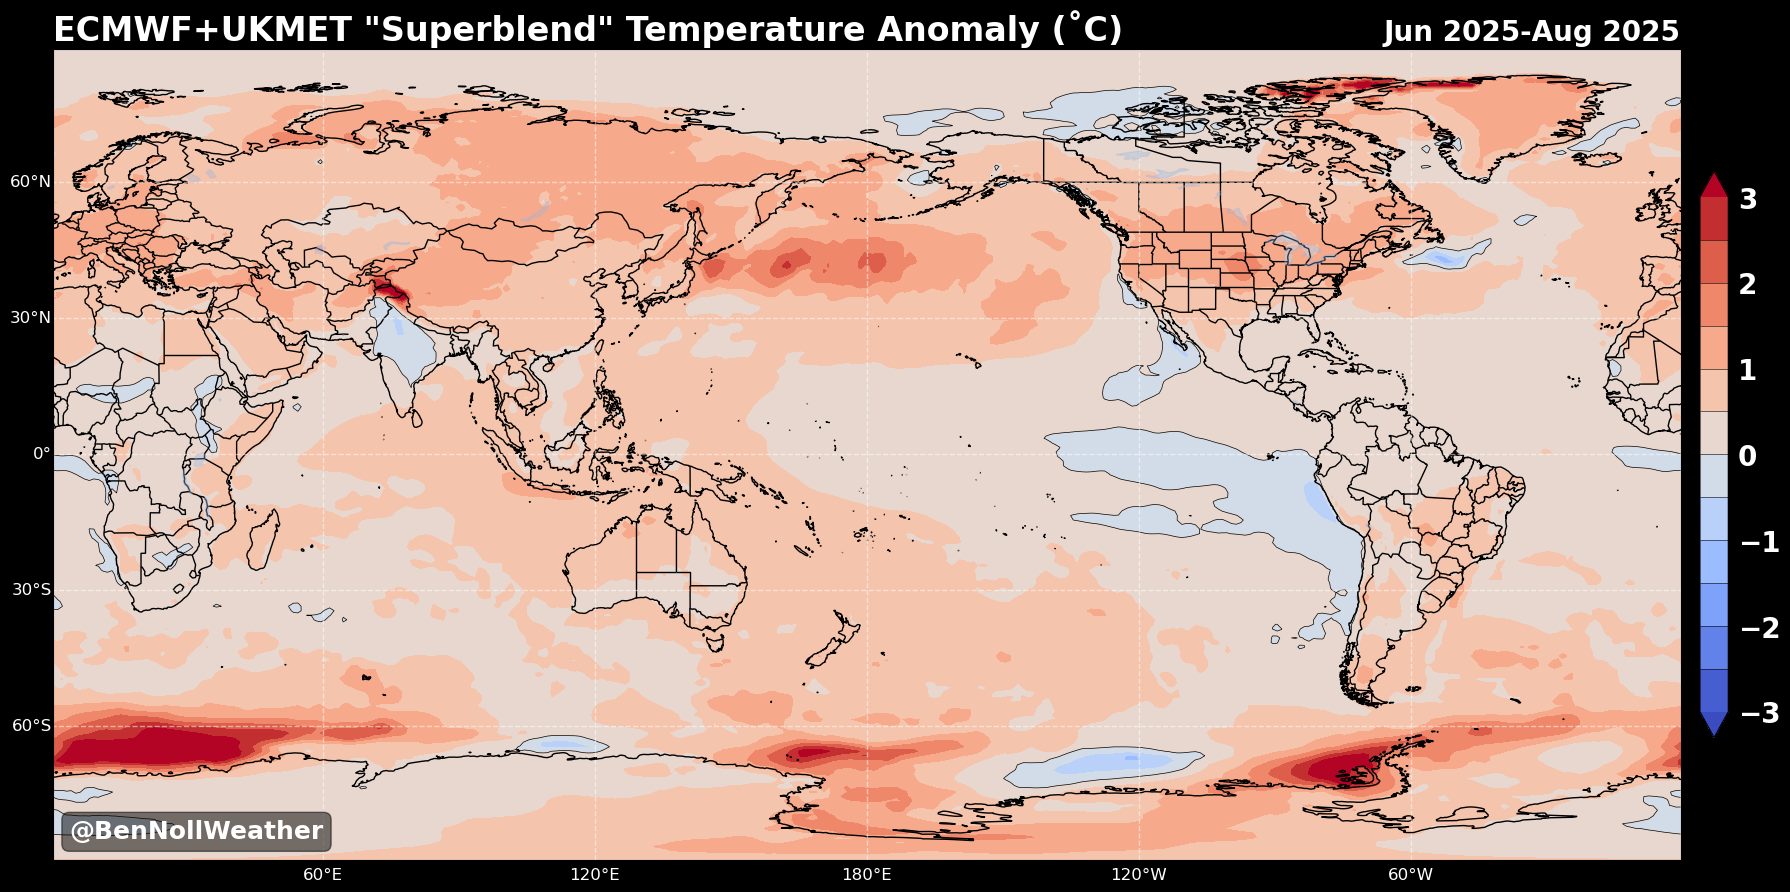 ECMWF+UKMET "Superblend" Temperature Anomaly (˚C)
Jun 2025-Aug 2025
60°N
30°N
0°
30°S
60°S
60°E
120°E
180°E
120°W
60°W
3
2
1
0
−1
−2
−3
@BenNollWeather